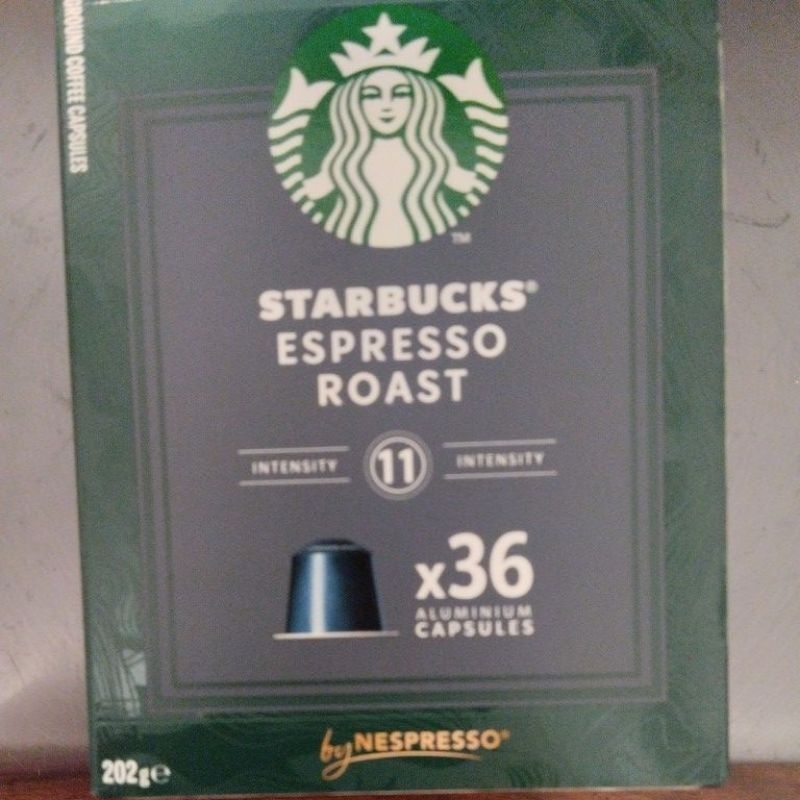 GROUND COFFEE CAPSULES
TM
STARBUCKS®
ESPRESSO
ROAST
INTENSITY 11 INTENSITY
x36
ALUMINIUM
CAPSULES
by NESPRESSO®
202g℮